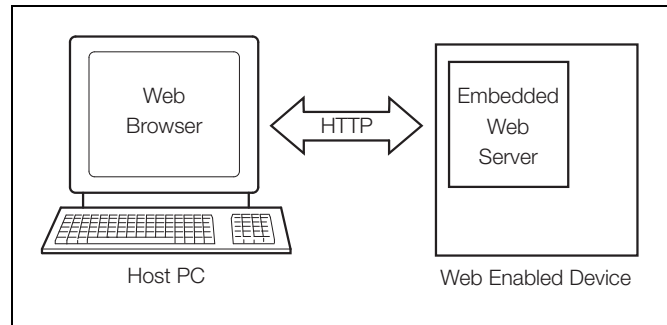 Web
Browser
HTTP
Embedded
Web
Server
Host PC
Web Enabled Device